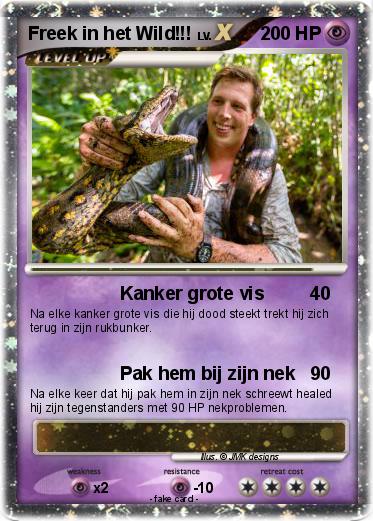 Freek in het Wild!!! LV. X 200 HP
LEVEL UP
Kanker grote vis 40
Na elke kanker grote vis die hij dood steekt trekt hij zich
terug in zijn rukbunker.
Pak hem bij zijn nek 90
Na elke keer dat hij pak hem in zijn nek schreewt healed
hij zijn tegenstanders met 90 HP nekproblemen.
Illus. © JMK designs
weakness resistance retreat cost
x2 -10
- fake card -